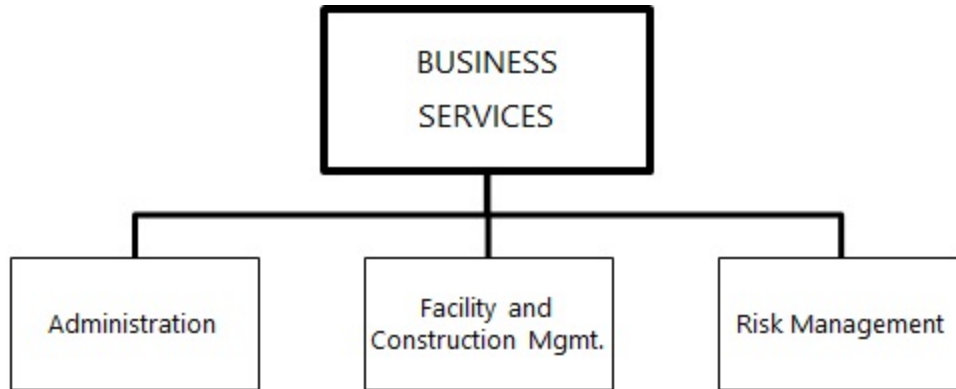 BUSINESS
SERVICES
Administration
Facility and
Construction Mgmt.
Risk Management